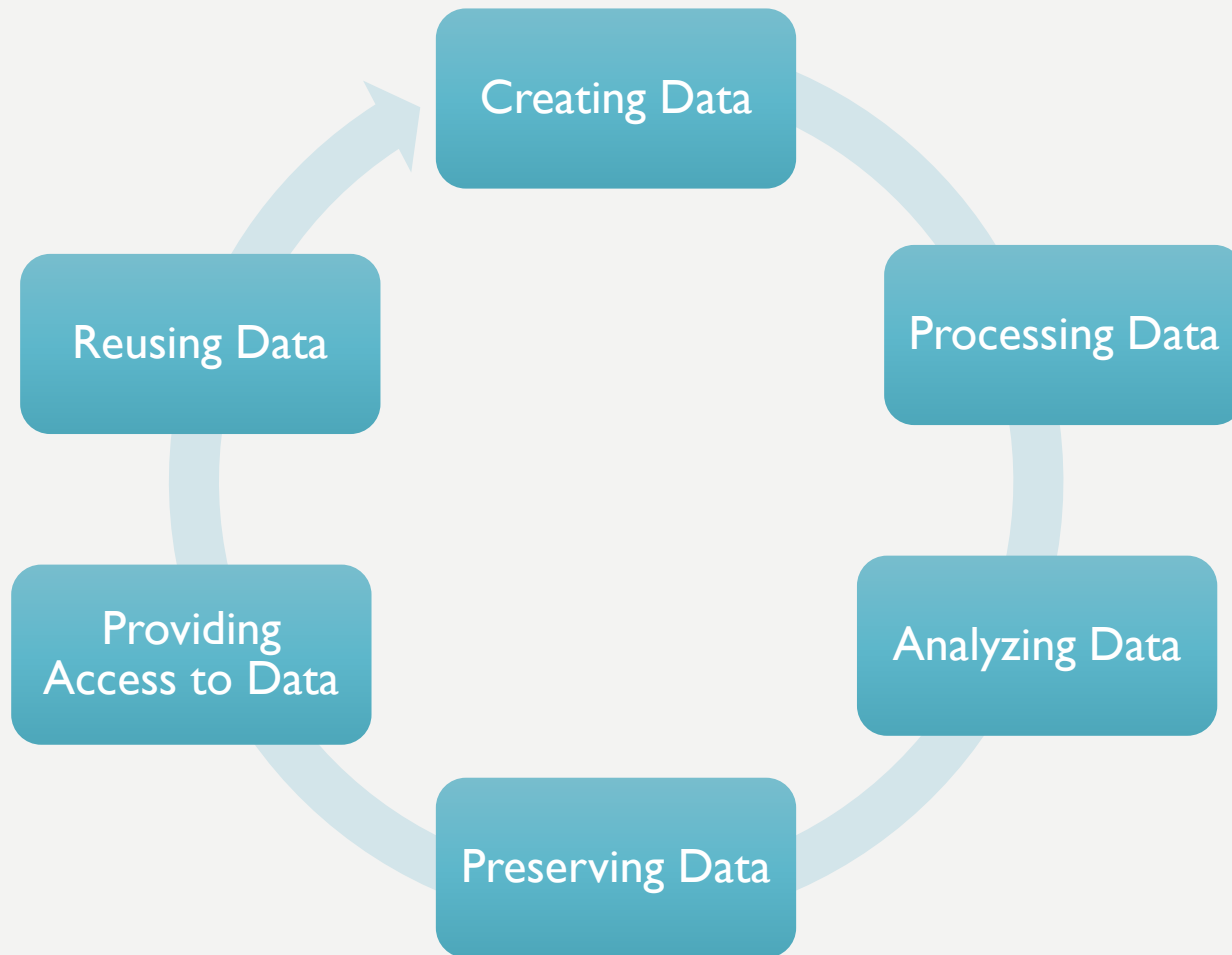 Creating Data
Processing Data
Analyzing Data
Preserving Data
Providing
Access to Data
Reusing Data